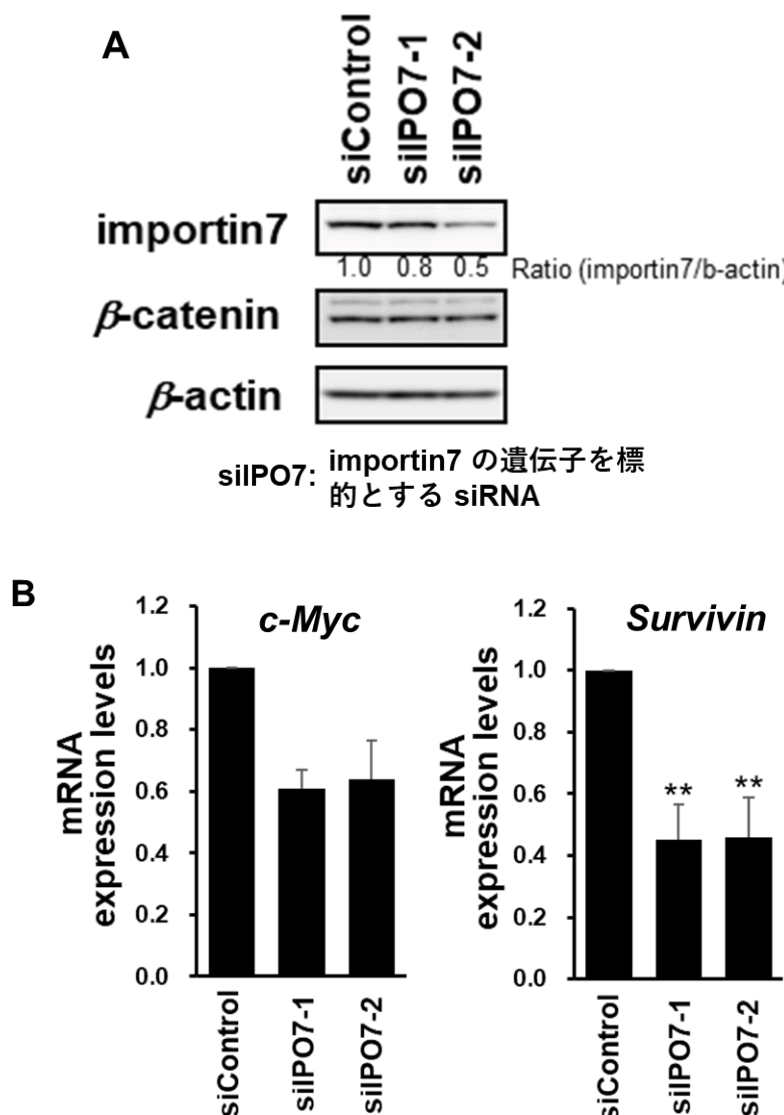 A
siControl
siIPO7-1
siIPO7-2
importin7
1.0 0.8 0.5 Ratio (importin7/b-actin)
β-catenin
β-actin
siIPO7: importin7 の遺伝子を標
的とする siRNA
B
c-Myc
mRNA
expression levels
1.2
1.0
0.8
0.6
0.4
0.2
0.0
siControl
siIPO7-1
siIPO7-2
Survivin
mRNA
expression levels
1.2
1.0
0.8
0.6
0.4
0.2
0.0
** **
siControl
siIPO7-1
siIPO7-2